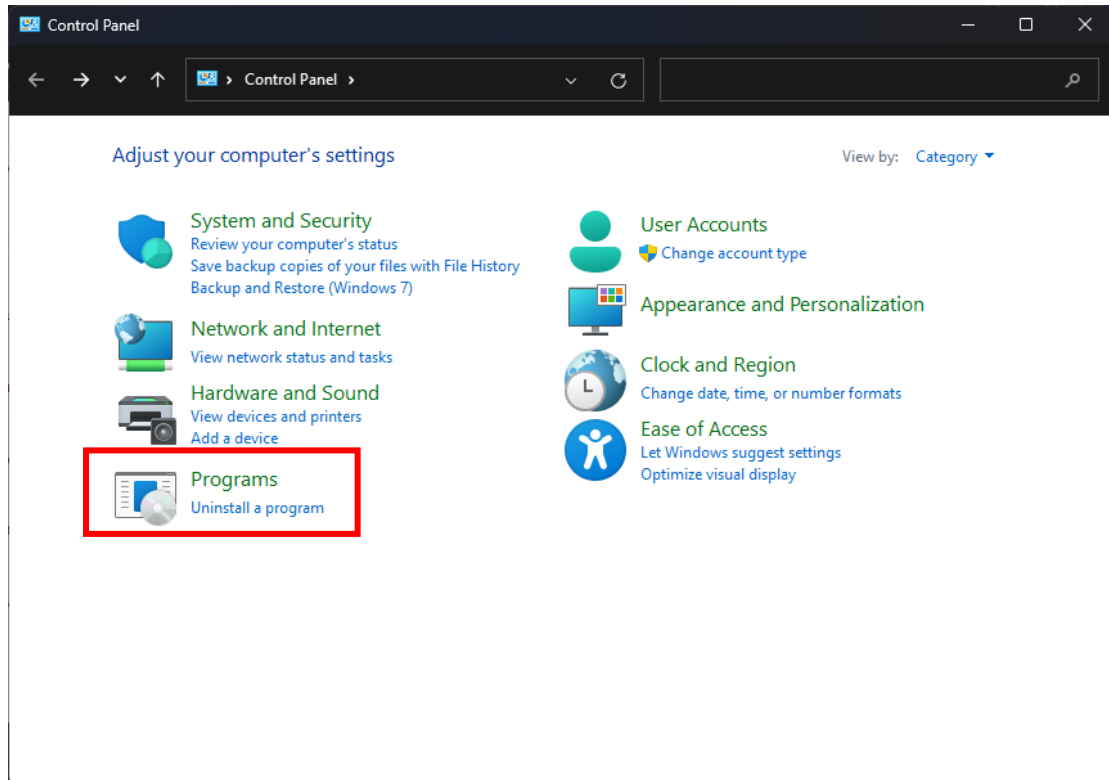 Control Panel
Control Panel
Adjust your computer's settings
View by: Category
System and Security
Review your computer's status
Save backup copies of your files with File History
Backup and Restore (Windows 7)
Network and Internet
View network status and tasks
Hardware and Sound
View devices and printers
Add a device
Programs
Uninstall a program
User Accounts
Change account type
Appearance and Personalization
Clock and Region
Change date, time, or number formats
Ease of Access
Let Windows suggest settings
Optimize visual display